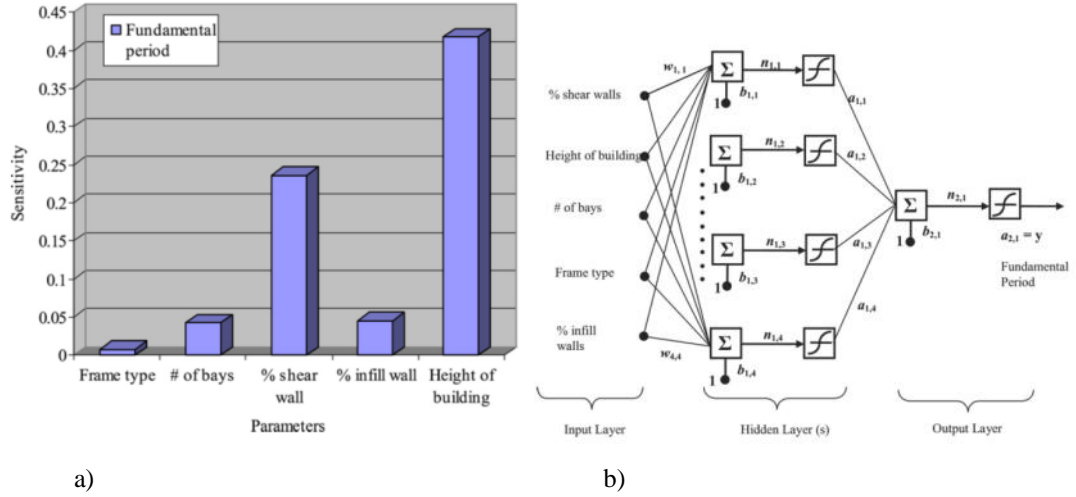 0.45
0.4
0.35
0.3
0.25
0.2
0.15
0.1
0.05
0
Sensitivity
Fundamental
period
Frame type
# of bays
% shear
wall
% infill wall
Height of
building
Parameters
a)
% shear walls
Height of building
# of bays
Frame type
% infill
walls
w1, 1
w4,4
Σ
n1,1
1
b1,1
a1,1
Σ
n1,2
1
b1,2
a1,2
Σ
n1,3
1
b1,3
a1,3
Σ
n1,4
1
b1,4
a1,4
Σ
n2,1
1
b2,1
a2,1 = y
Fundamental
Period
Input Layer
Hidden Layer (s)
Output Layer
b)